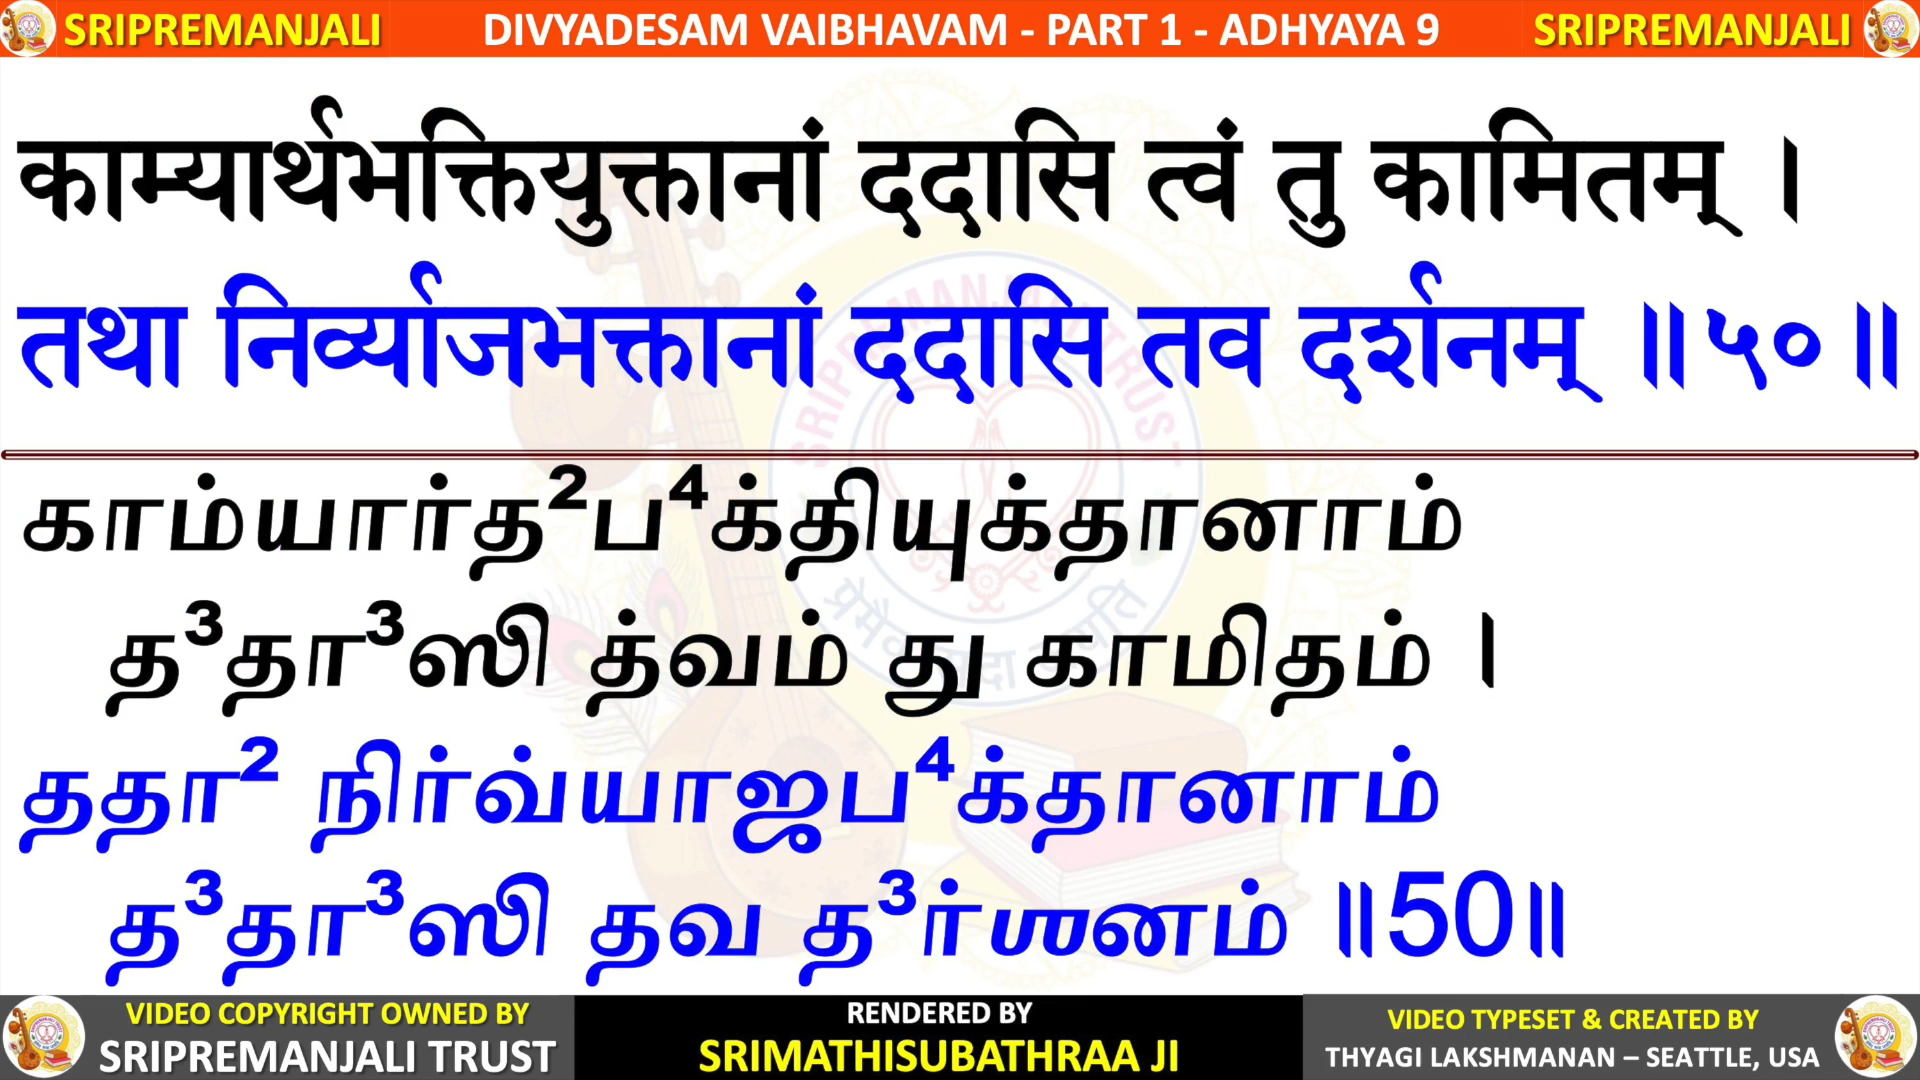 SRIPREMANJALI DIVYADESAM VAIBHAVAM - PART 1 - ADHYAYA 9 SRIPREMANJALI
काम्यार्थभक्तियुक्तानां ददासि त्वं तु कामितम् ।
तथा निर्व्याजभक्तानां ददासि तव दर्शनम् ॥५०॥
காம்யார்த²ப⁴க்தியுக்தானாம்
த³தா³ஸி த்வம் து காமிதம் ।
ததா² நிர்வ்யாஜப⁴க்தானாம்
த³தா³ஸி தவ த³ர்ஶனம் ॥50॥
VIDEO COPYRIGHT OWNED BY
SRIPREMANJALI TRUST
RENDERED BY
SRIMATHISUBATHRAA JI
VIDEO TYPESET & CREATED BY
THYAGI LAKSHMANAN – SEATTLE, USA